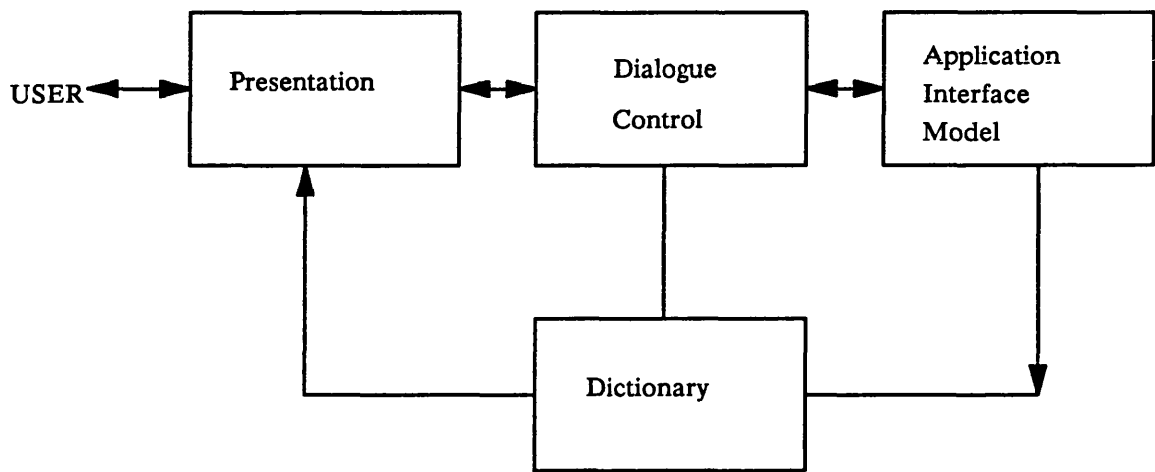 USER
Presentation
Dialogue
Control
Application
Interface
Model
Dictionary